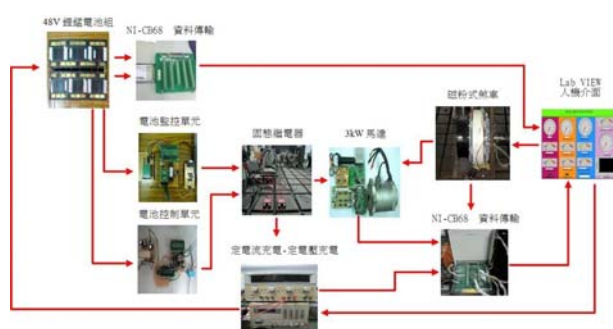 48V 鋰錳電池組
NI-CB68 資料傳輸
Lab VIEW
人機介面
磁粉式煞車
電池監控單元
固態繼電器
3kW 馬達
電池控制單元
NI-CB68 資料傳輸
定電流充電-定電壓充電